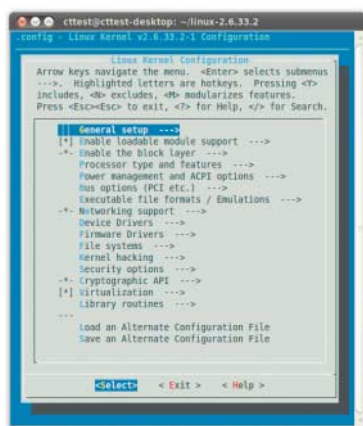 cttest@cttest-desktop: ~/linux-2.6.33.2
.config - Linux Kernel v2.6.33.2-1 Configuration
Linux Kernel Configuration
Arrow keys navigate the menu. <Enter> selects submenus
--->. Highlighted letters are hotkeys. Pressing <Y>
includes, <N> excludes, <M> modularizes features.
Press <Esc><Esc> to exit, <?> for Help, </> for Search.
General setup --->
[*] Enable loadable module support --->
-*- Enable the block layer --->
Processor type and features --->
Power management and ACPI options --->
Bus options (PCI etc.) --->
Executable file formats / Emulations --->
-*- Networking support --->
Device Drivers --->
Firmware Drivers --->
File systems --->
Kernel hacking --->
Security options --->
-*- Cryptographic API --->
[*] Virtualization --->
Library routines --->
---
Load an Alternate Configuration File
Save an Alternate Configuration File
<Select> < Exit > < Help >